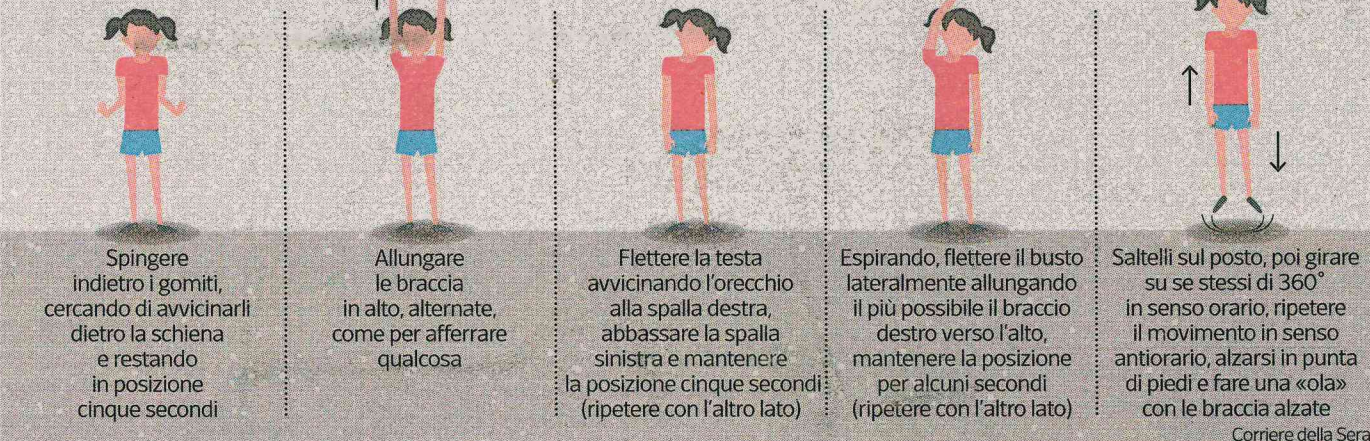 Spingere
indietro i gomiti,
cercando di avvicinarli
dietro la schiena
e restando
in posizione
cinque secondi
Allungare
le braccia
in alto, alternate,
come per afferrare
qualcosa
Flettere la testa
avvicinando l'orecchio
alla spalla destra,
abbassare la spalla
sinistra e mantenere
la posizione cinque secondi
(ripetere con l'altro lato)
Espirando, flettere il busto
lateralmente allungando
il più possibile il braccio
destro verso l'alto,
mantenere la posizione
per alcuni secondi
(ripetere con l'altro lato)
Saltelli sul posto, poi girare
su se stessi di 360°
in senso orario, ripetere
il movimento in senso
antiorario, alzarsi in punta
di piedi e fare una «ola»
con le braccia alzate
Corriere della Sera